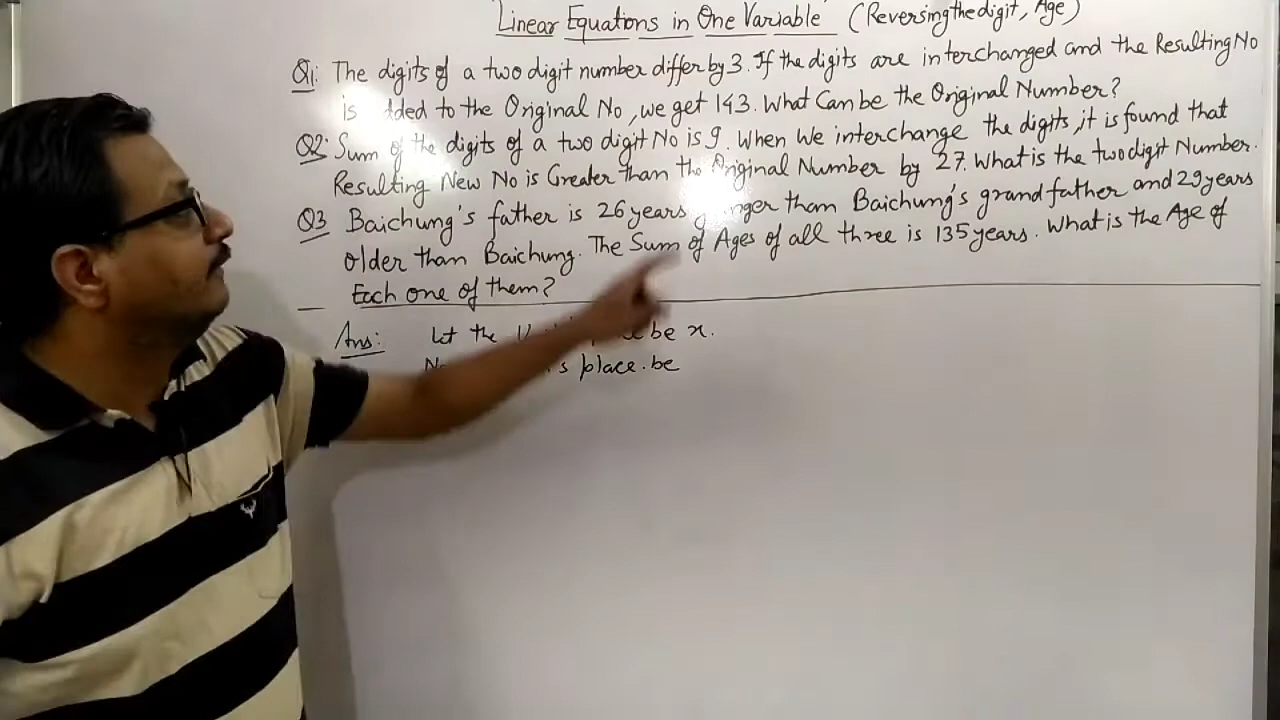 'Linear Equations in One Variable' (Reversing the digit, Age)
Q1: The digits of a two digit number differ by 3. If the digits are interchanged and the Resulting No
is dded to the Original No, we get 143. What Can be the Original Number?
Q2: Sum of the digits of a two digit No is 9. When We interchange the digits, it is found that
Resulting New No is Greater than the Original Number by 27. What is the two digit Number.
Q3 Baichung's father is 26 years nger than Baichung's grand father and 29 years
older than Baichung. The Sum of Ages of all three is 135 years. What is the Age of
Each one of them?
Ans: Let the be x.
s place be